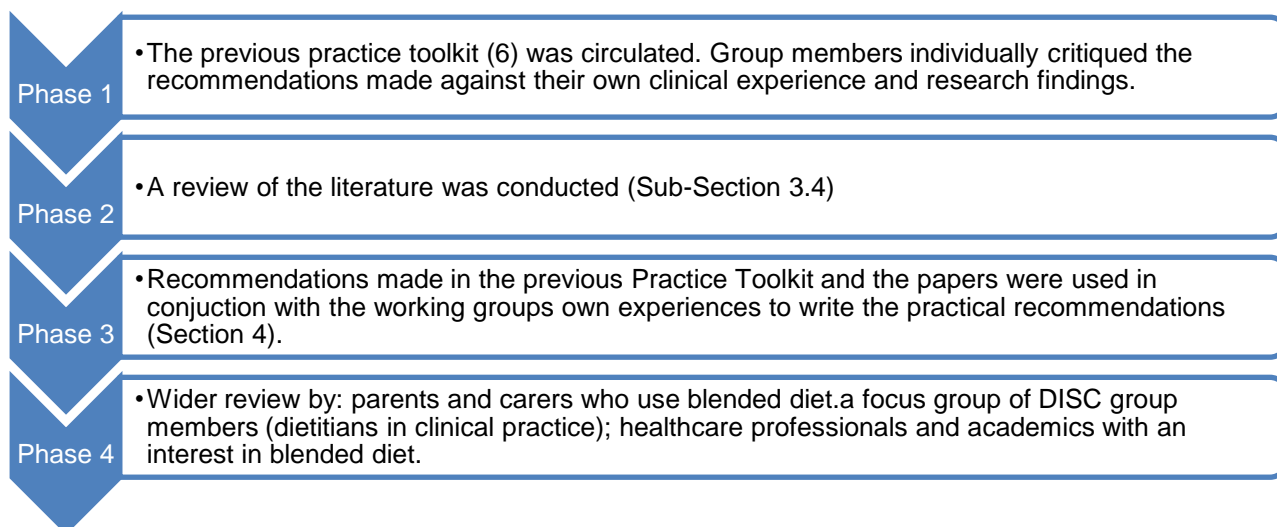 Phase 1
•The previous practice toolkit (6) was circulated. Group members individually critiqued the
recommendations made against their own clinical experience and research findings.
Phase 2
•A review of the literature was conducted (Sub-Section 3.4)
Phase 3
•Recommendations made in the previous Practice Toolkit and the papers were used in
conjuction with the working groups own experiences to write the practical recommendations
(Section 4).
Phase 4
•Wider review by: parents and carers who use blended diet.a focus group of DISC group
members (dietitians in clinical practice); healthcare professionals and academics with an
interest in blended diet.